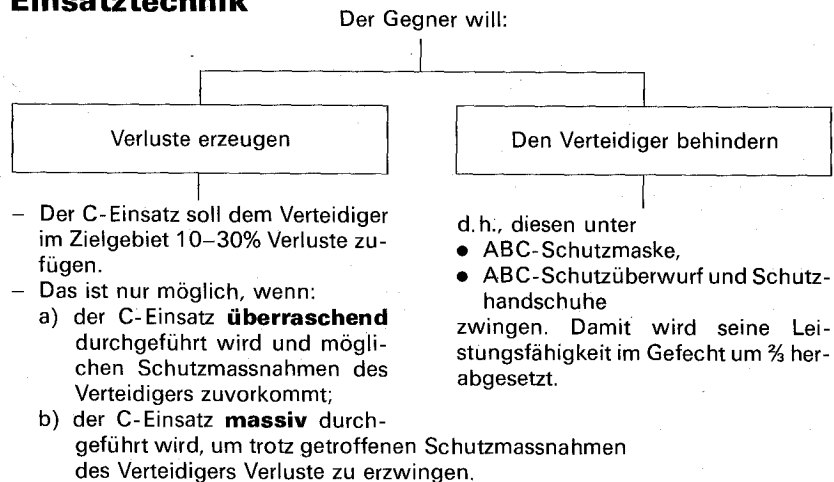 Einsatztechnik
Der Gegner will:
Verluste erzeugen
– Der C-Einsatz soll dem Verteidiger
im Zielgebiet 10–30% Verluste zu-
fügen.
– Das ist nur möglich, wenn:
a) der C-Einsatz überraschend
durchgeführt wird und mögli-
chen Schutzmassnahmen des
Verteidigers zuvorkommt;
b) der C-Einsatz massiv durch-
geführt wird, um trotz getroffenen Schutzmassnahmen
des Verteidigers Verluste zu erzwingen.
Den Verteidiger behindern
d.h., diesen unter
● ABC-Schutzmaske,
● ABC-Schutzüberwurf und Schutz-
handschuhe
zwingen. Damit wird seine Lei-
stungsfähigkeit im Gefecht um ⅔ her-
abgesetzt.